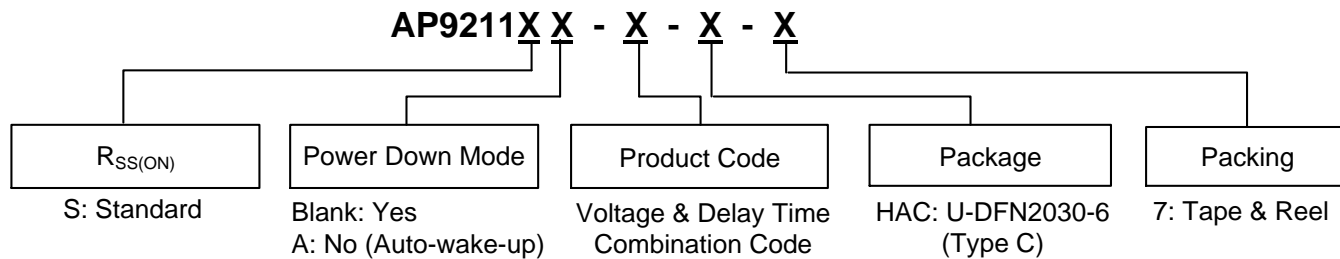 AP9211X X - X - X - X
RSS(ON)
Power Down Mode
Product Code
Package
Packing
S: Standard
Blank: Yes
A: No (Auto-wake-up)
Voltage & Delay Time
Combination Code
HAC: U-DFN2030-6
(Type C)
7: Tape & Reel